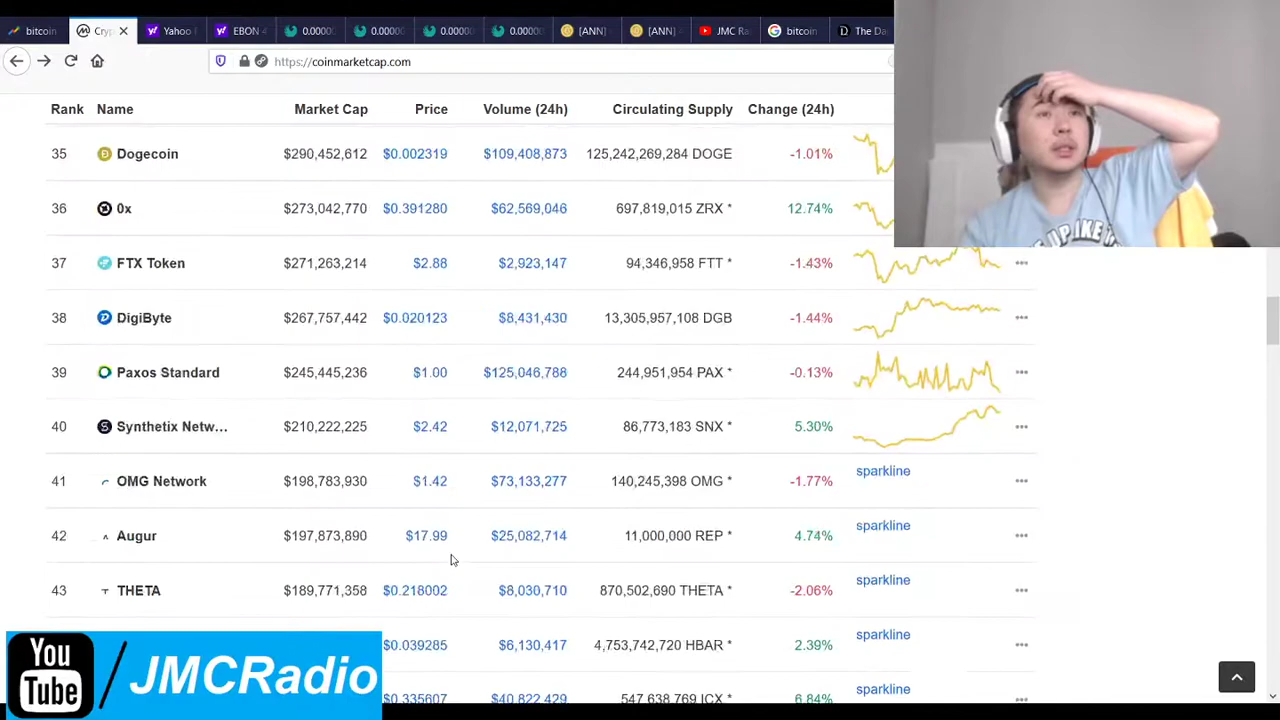 bitcoin
Cryp
Yahoo
EBON
0.0000
0.0000
0.0000
0.0000
[ANN]
[ANN]
JMC R
bitcoin
The Da
https://coinmarketcap.com
Rank Name Market Cap Price Volume (24h) Circulating Supply Change (24h)
35 Dogecoin $290,452,612 $0.002319 $109,408,873 125,242,269,284 DOGE -1.01%
36 0x $273,042,770 $0.391280 $62,569,046 697,819,015 ZRX * 12.74%
37 FTX Token $271,263,214 $2.88 $2,923,147 94,346,958 FTT * -1.43%
38 DigiByte $267,757,442 $0.020123 $8,431,430 13,305,957,108 DGB -1.44%
39 Paxos Standard $245,445,236 $1.00 $125,046,788 244,951,954 PAX * -0.13%
40 Synthetix Netw... $210,222,225 $2.42 $12,071,725 86,773,183 SNX * 5.30%
41 OMG Network $198,783,930 $1.42 $73,133,277 140,245,398 OMG * -1.77% sparkline
42 Augur $197,873,890 $17.99 $25,082,714 11,000,000 REP * 4.74% sparkline
43 THETA $189,771,358 $0.218002 $8,030,710 870,502,690 THETA * -2.06% sparkline
$0.039285 $6,130,417 4,753,742,720 HBAR * 2.39% sparkline
$0.335607 $40,822,429 547,638,769 ICX * 6.84% sparkline
You
Tube
/JMCRadio